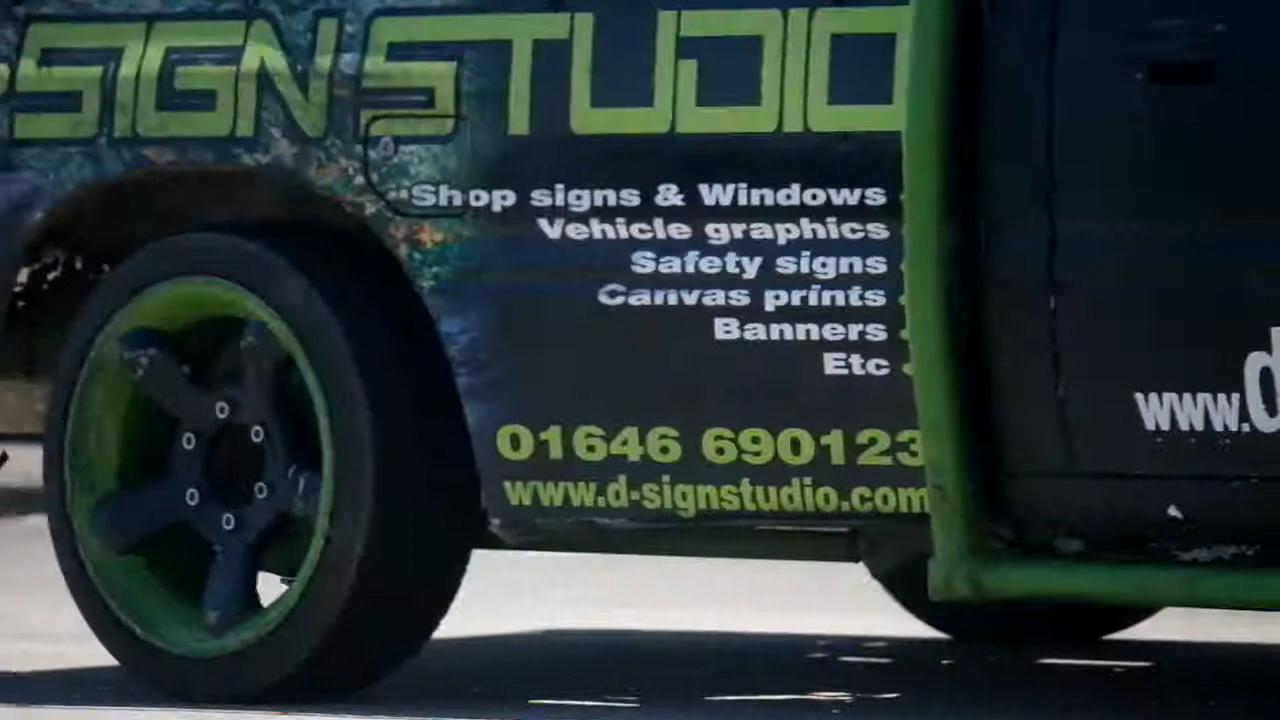 -SIGN STUDIO
Shop signs & Windows
Vehicle graphics
Safety signs
Canvas prints
Banners
Etc
01646 690123
www.d-signstudio.com
www.d